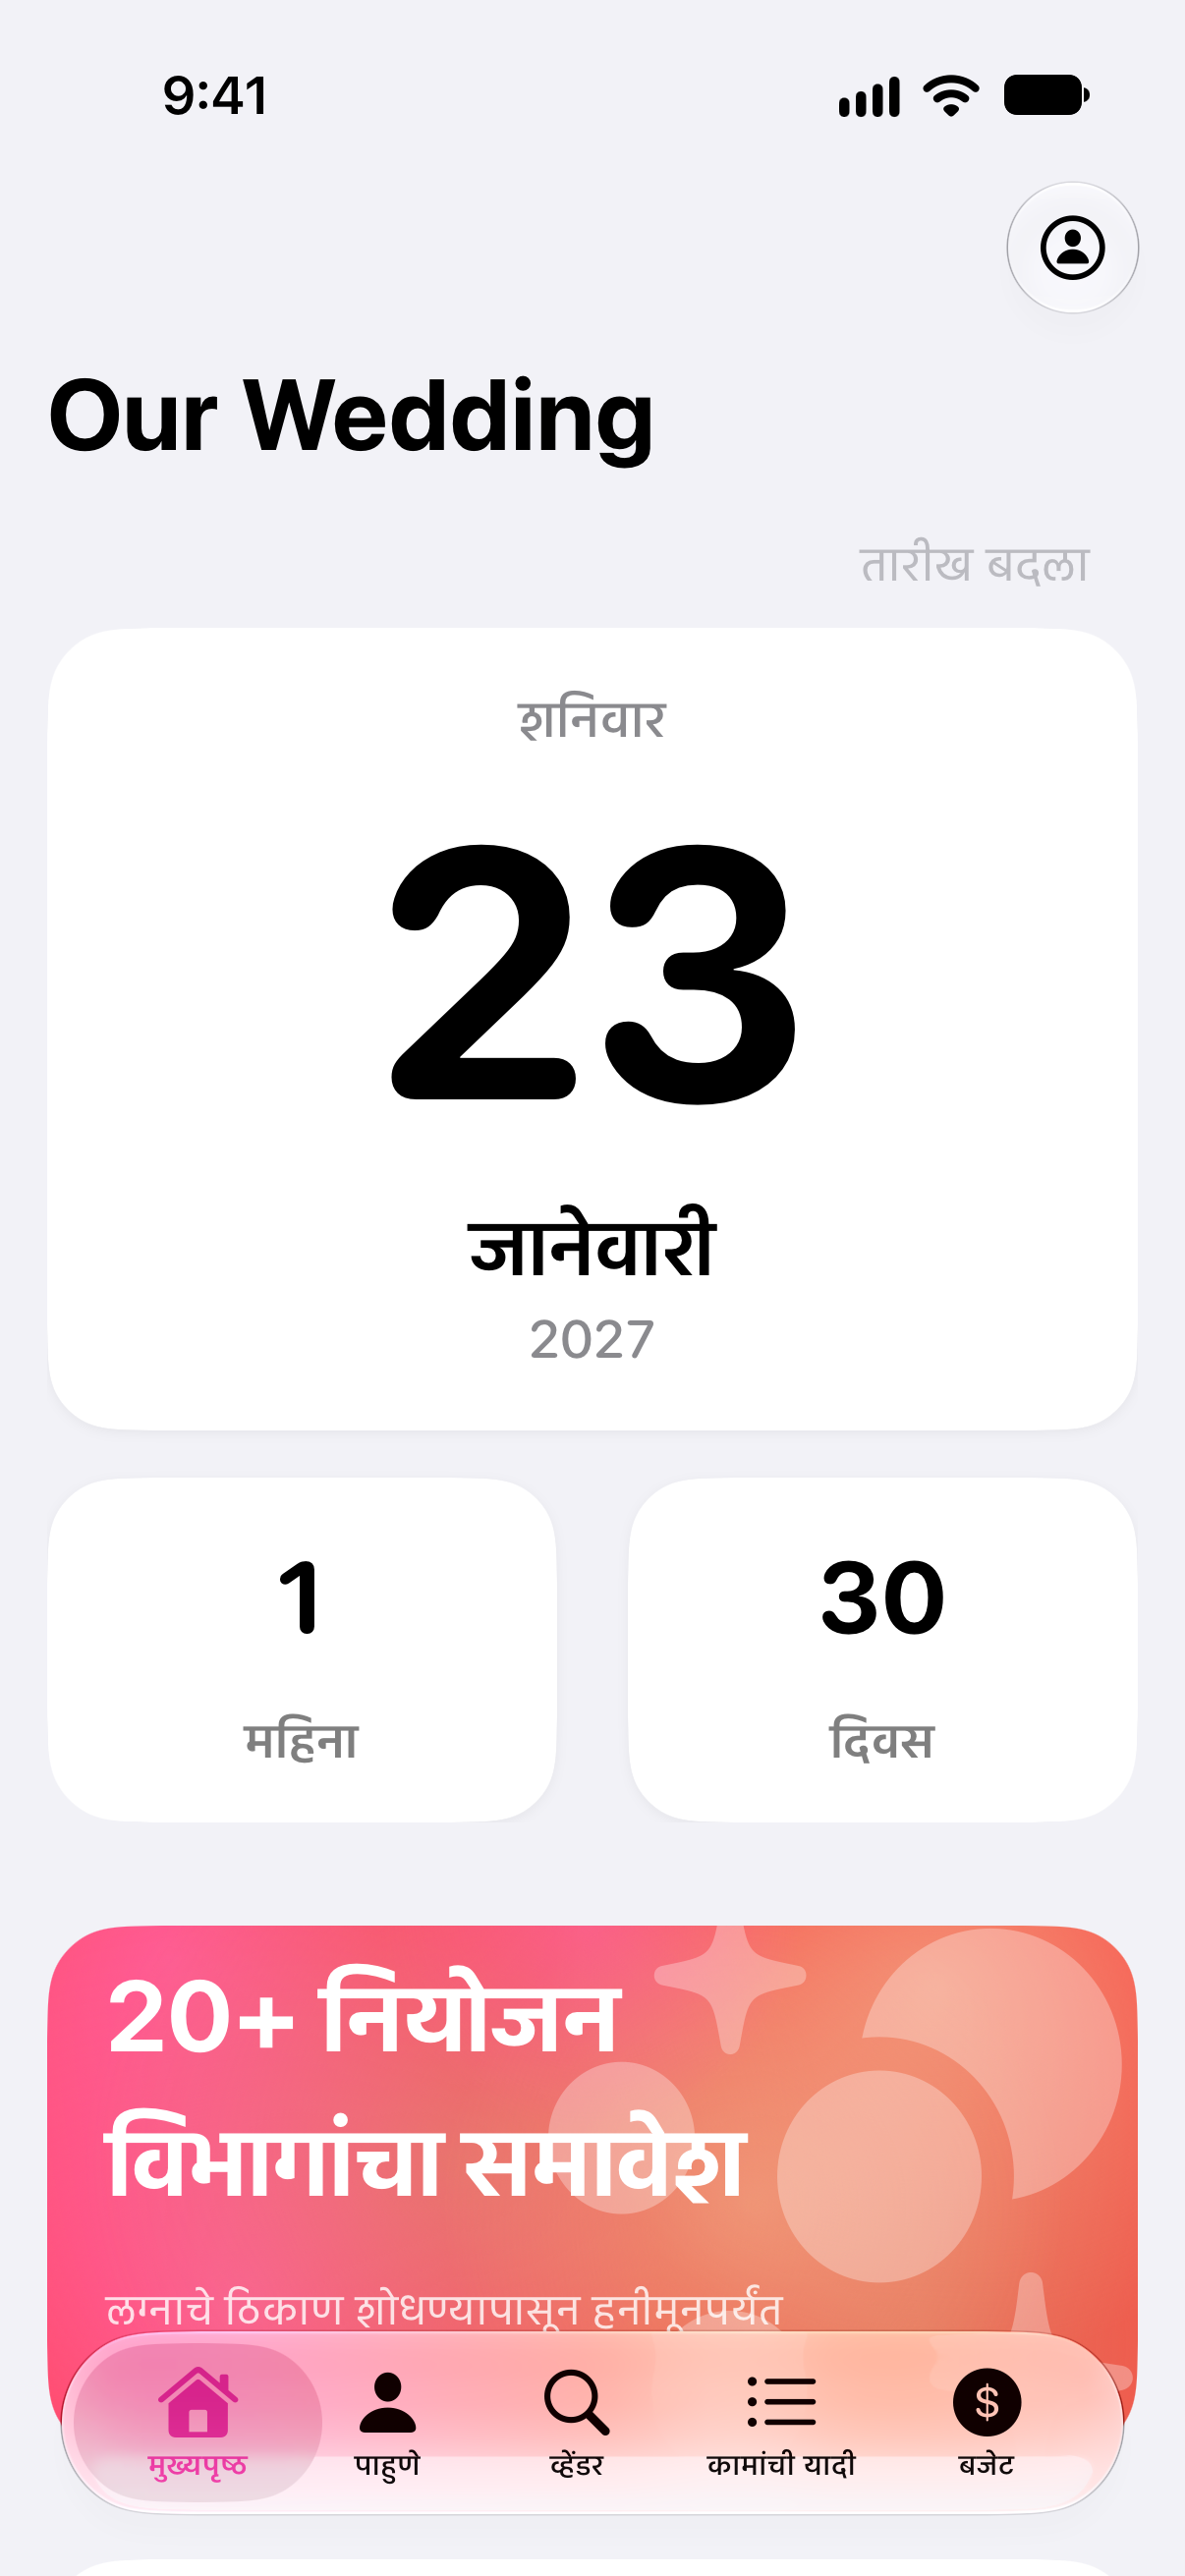 9:41
Our Wedding
तारीख बदला
शनिवार
23
जानेवारी
2027
1
महिना
30
दिवस
20+ नियोजन
विभागांचा समावेश
लग्नाचे ठिकाण शोधण्यापासून हनीमूनपर्यंत
मुख्यपृष्ठ
पाहुणे
व्हेंडर
कामांची यादी
बजेट